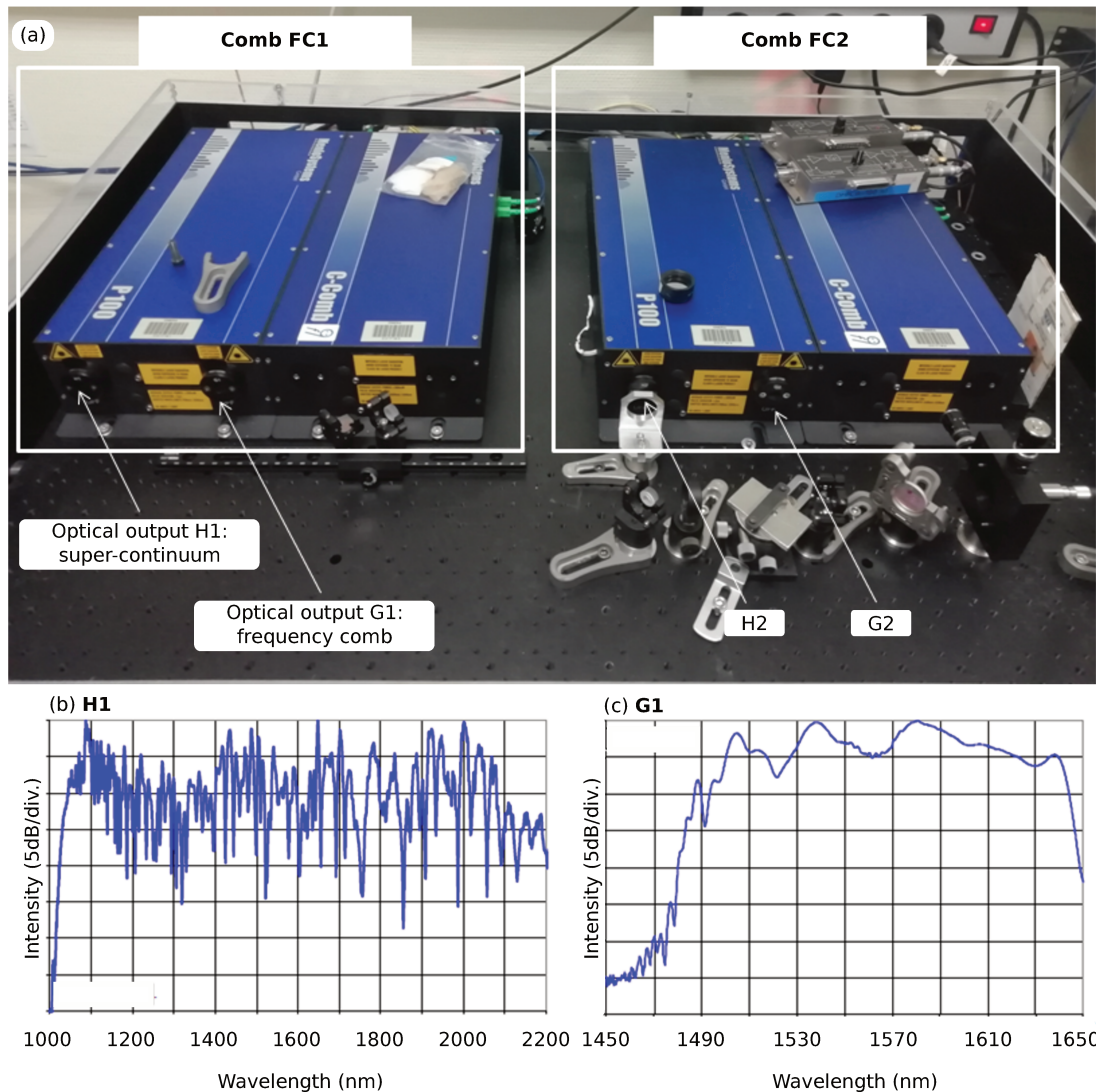 (a)
Comb FC1
Comb FC2
MenloSystems
P100
C-Comb
P100
C-Comb
Optical output H1:
super-continuum
Optical output G1:
frequency comb
H2
G2
(b) H1
Intensity (5dB/div.)
1000 1200 1400 1600 1800 2000 2200
Wavelength (nm)
(c) G1
Intensity (5dB/div.)
1450 1490 1530 1570 1610 1650
Wavelength (nm)